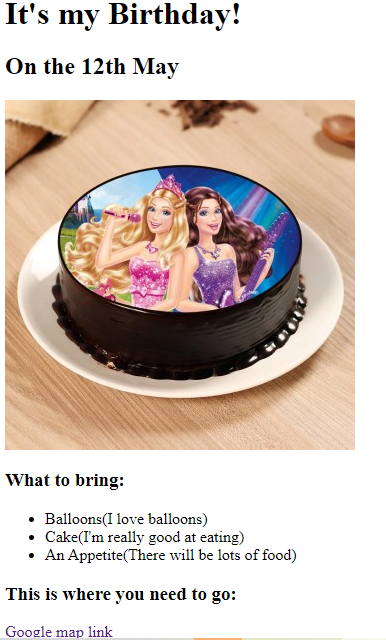 It's my Birthday!
On the 12th May
What to bring:
Balloons(I love balloons)
Cake(I'm really good at eating)
An Appetite(There will be lots of food)
This is where you need to go:
Google map link